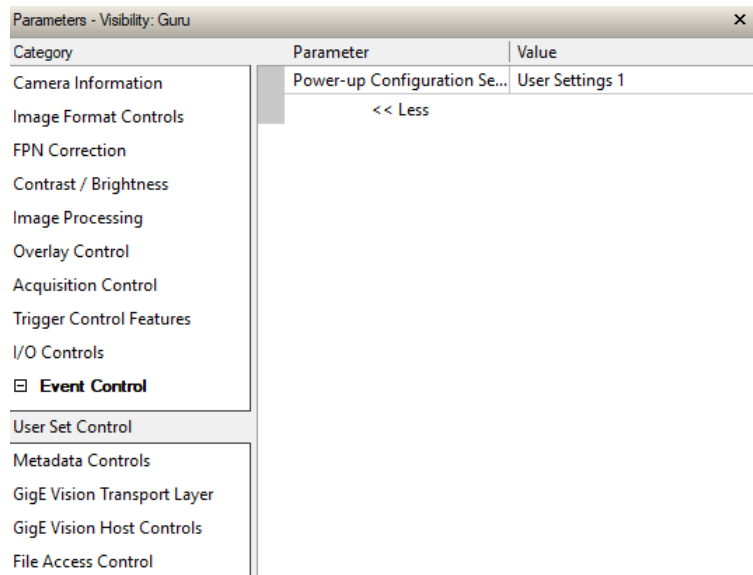 Parameters - Visibility: Guru
Category
Parameter
Value
Camera Information
Power-up Configuration Se...
User Settings 1
Image Format Controls
<< Less
FPN Correction
Contrast / Brightness
Image Processing
Overlay Control
Acquisition Control
Trigger Control Features
I/O Controls
Event Control
User Set Control
Metadata Controls
GigE Vision Transport Layer
GigE Vision Host Controls
File Access Control